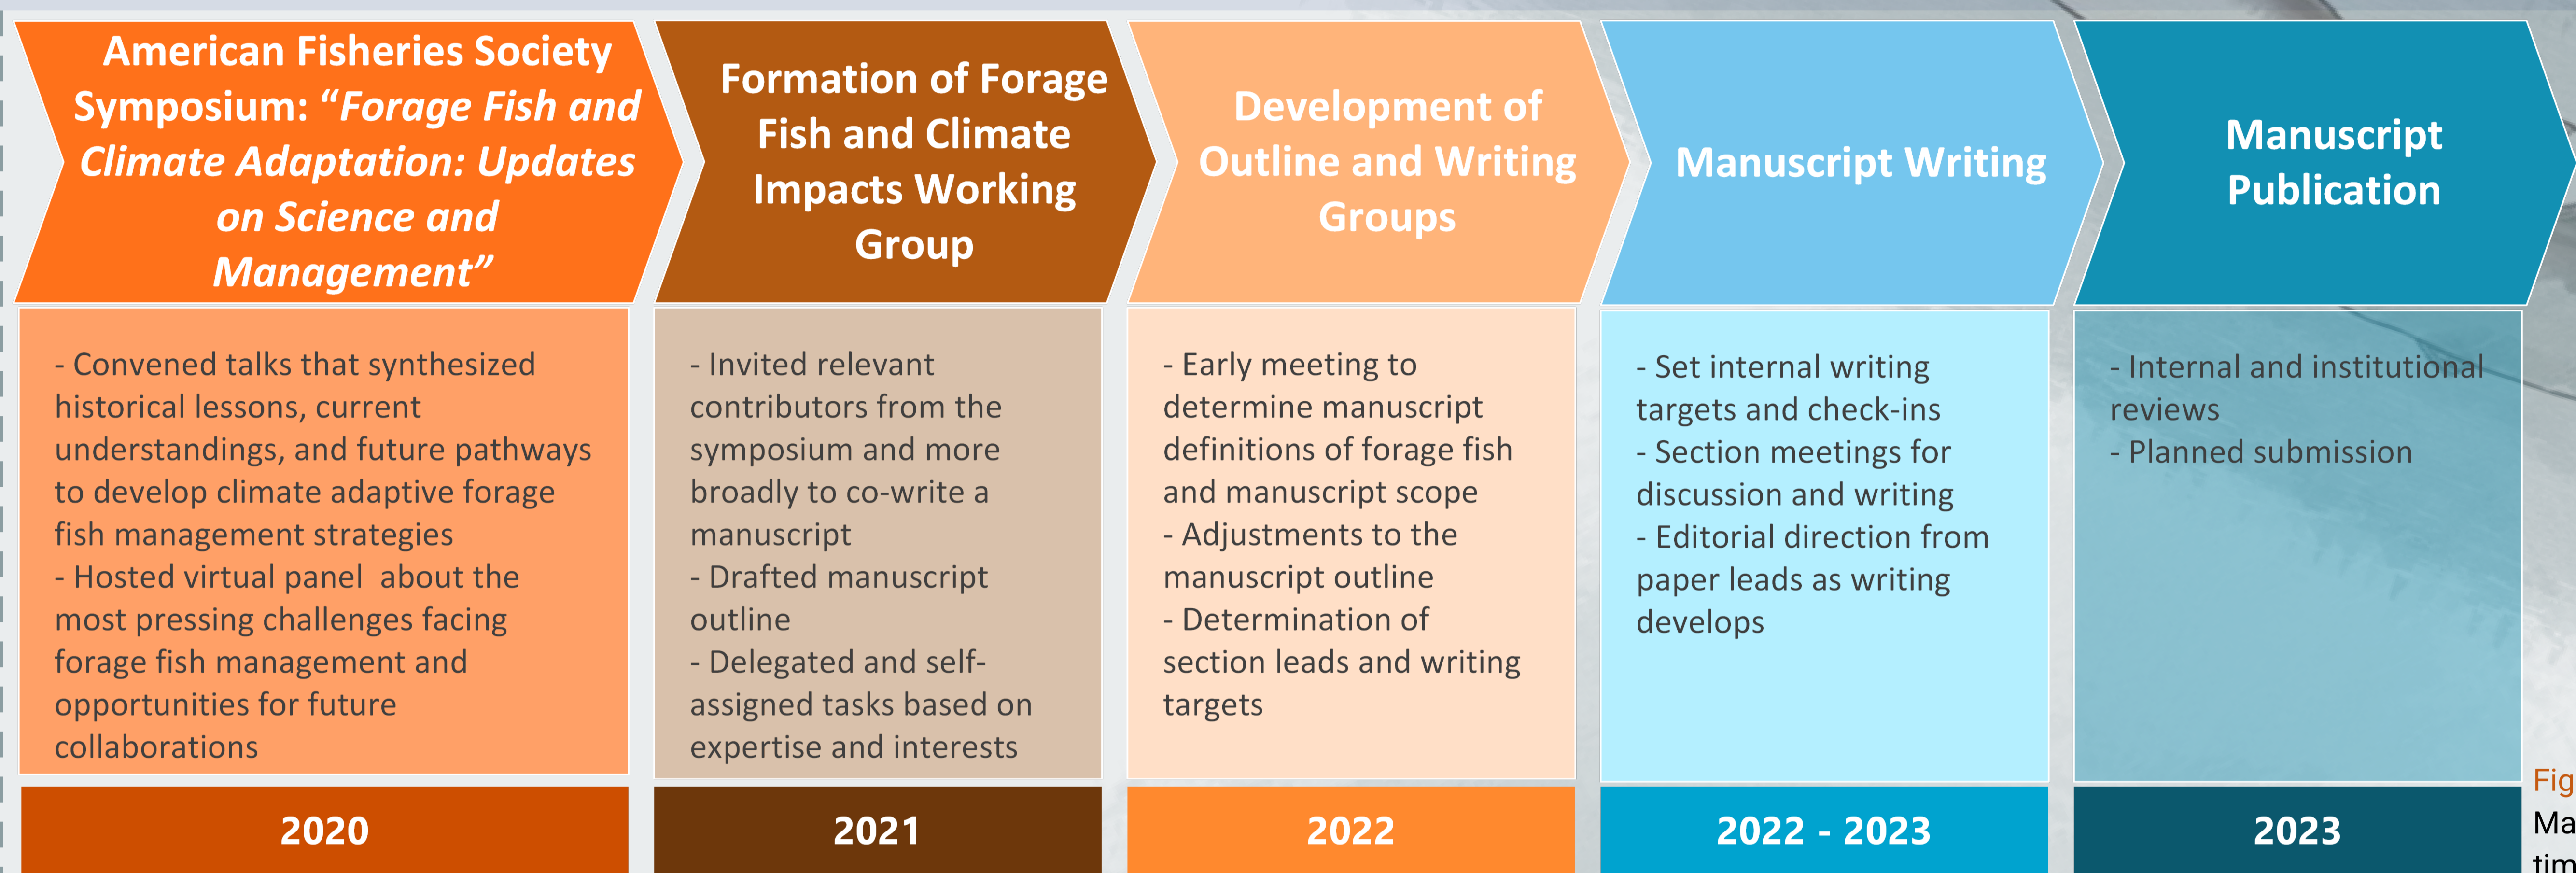 American Fisheries Society
Symposium: “Forage Fish and
Climate Adaptation: Updates
on Science and
Management”
- Convened talks that synthesized
historical lessons, current
understandings, and future pathways
to develop climate adaptive forage
fish management strategies
- Hosted virtual panel  about the
most pressing challenges facing
forage fish management and
opportunities for future
collaborations
2020
Formation of Forage
Fish and Climate
Impacts Working
Group
- Invited relevant
contributors from the
symposium and more
broadly to co-write a
manuscript
- Drafted manuscript
outline
- Delegated and self-
assigned tasks based on
expertise and interests
2021
Development of
Outline and Writing
Groups
- Early meeting to
determine manuscript
definitions of forage fish
and manuscript scope
- Adjustments to the
manuscript outline
- Determination of
section leads and writing
targets
2022
Manuscript Writing
- Set internal writing
targets and check-ins
- Section meetings for
discussion and writing
- Editorial direction from
paper leads as writing
develops
2022 - 2023
Manuscript
Publication
- Internal and institutional
reviews
- Planned submission
2023